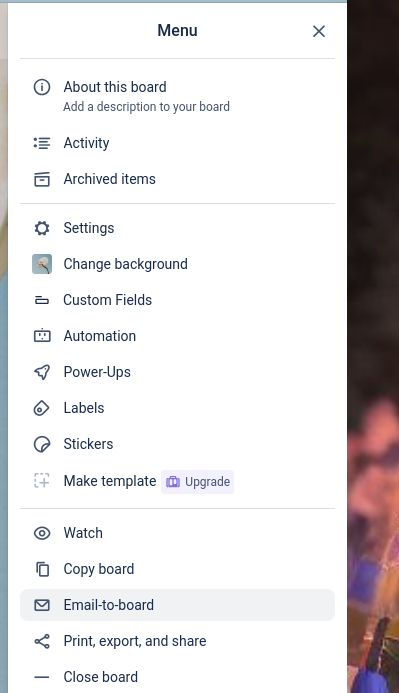 Menu
About this board
Add a description to your board
Activity
Archived items
Settings
Change background
Custom Fields
Automation
Power-Ups
Labels
Stickers
Make template Upgrade
Watch
Copy board
Email-to-board
Print, export, and share
Close board